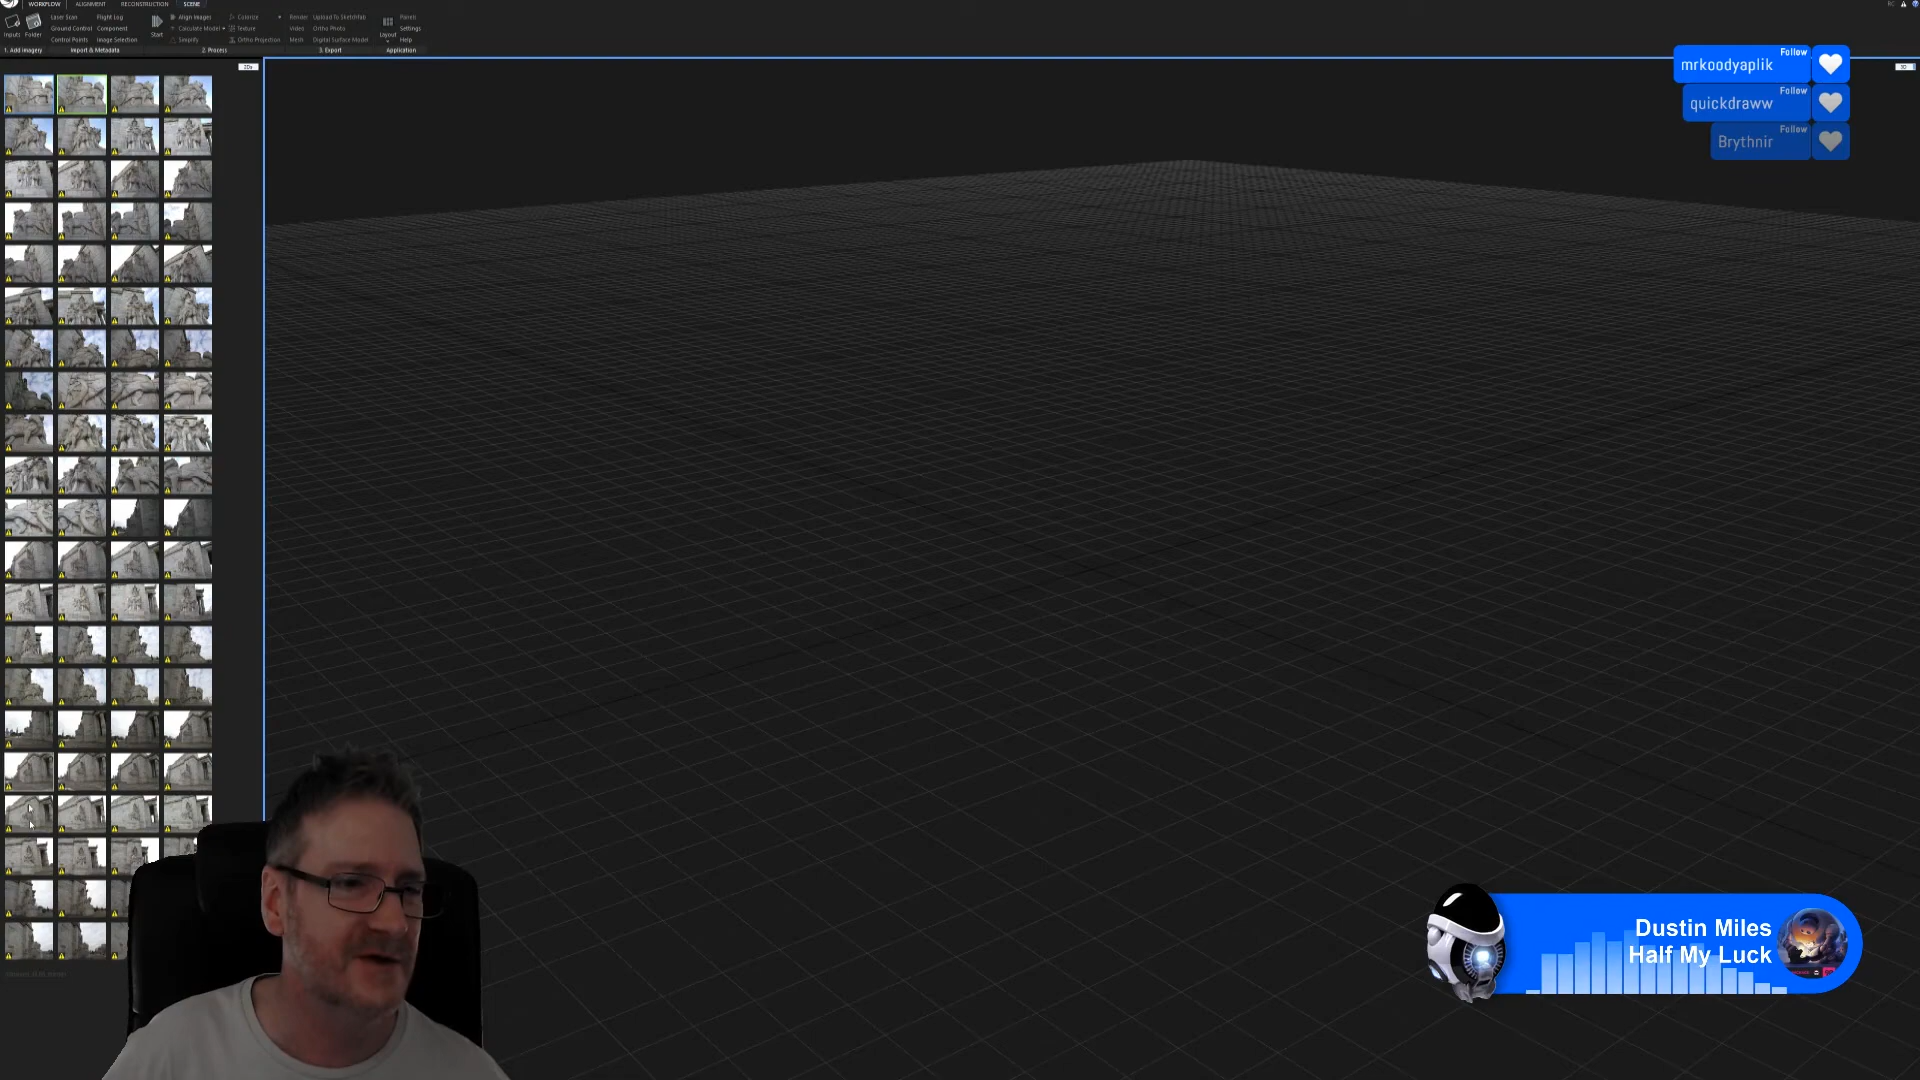 WORKFLOW
ALIGNMENT
RECONSTRUCTION
SCENE
Inputs
Folder
Laser Scan
Ground Control
Control Points
Flight Log
Component
Image Selection
Start
Align Images
Calculate Model
Simplify
Colorize
Texture
Ortho Projection
Render
Video
Mesh
Upload To Sketchfab
Ortho Photo
Digital Surface Model
Layout
Panels
Settings
Help
1. Add Imagery
Import & Metadata
2. Process
3. Export
Application
Follow
mrkoodyaplik
Follow
quickdraww
Follow
Brythnir
Dustin Miles
Half My Luck